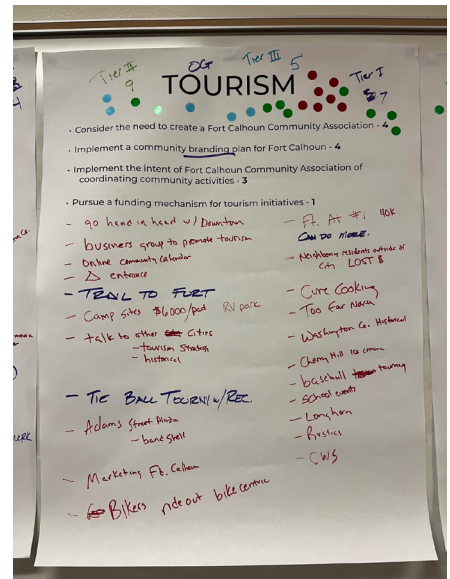 Tier II
9
OG
Tier III
5
Tier I
7
TOURISM
• Consider the need to create a Fort Calhoun Community Association - 4
• Implement a community branding plan for Fort Calhoun - 4
• Implement the intent of Fort Calhoun Community Association of
coordinating community activities - 3
• Pursue a funding mechanism for tourism initiatives - 1
- go hand in hand w/ Downtown
- business group to promote tourism
- Online Community Calendar
- △ entrance
- TRAIL TO FORT
- Camp Sites $6,000/pad RV park
- talk to other Cities
- tourism Strategy
- historical
- TIE BALL TOURN. W/ REC.
- Adams Street Plaza
- band shell
- Marketing Ft. Calhoun
- Bikers ride out bike centric
- Ft. At #1 40K
CAN DO MORE.
- Neighboring residents outside of
City LOST $
- Cure Cooking
- Too Far North
- Washington Co. Historical
- Cherry Hill Ice cream
- baseball tourney
- School events
- Longhorn
- Rustics
- CWS